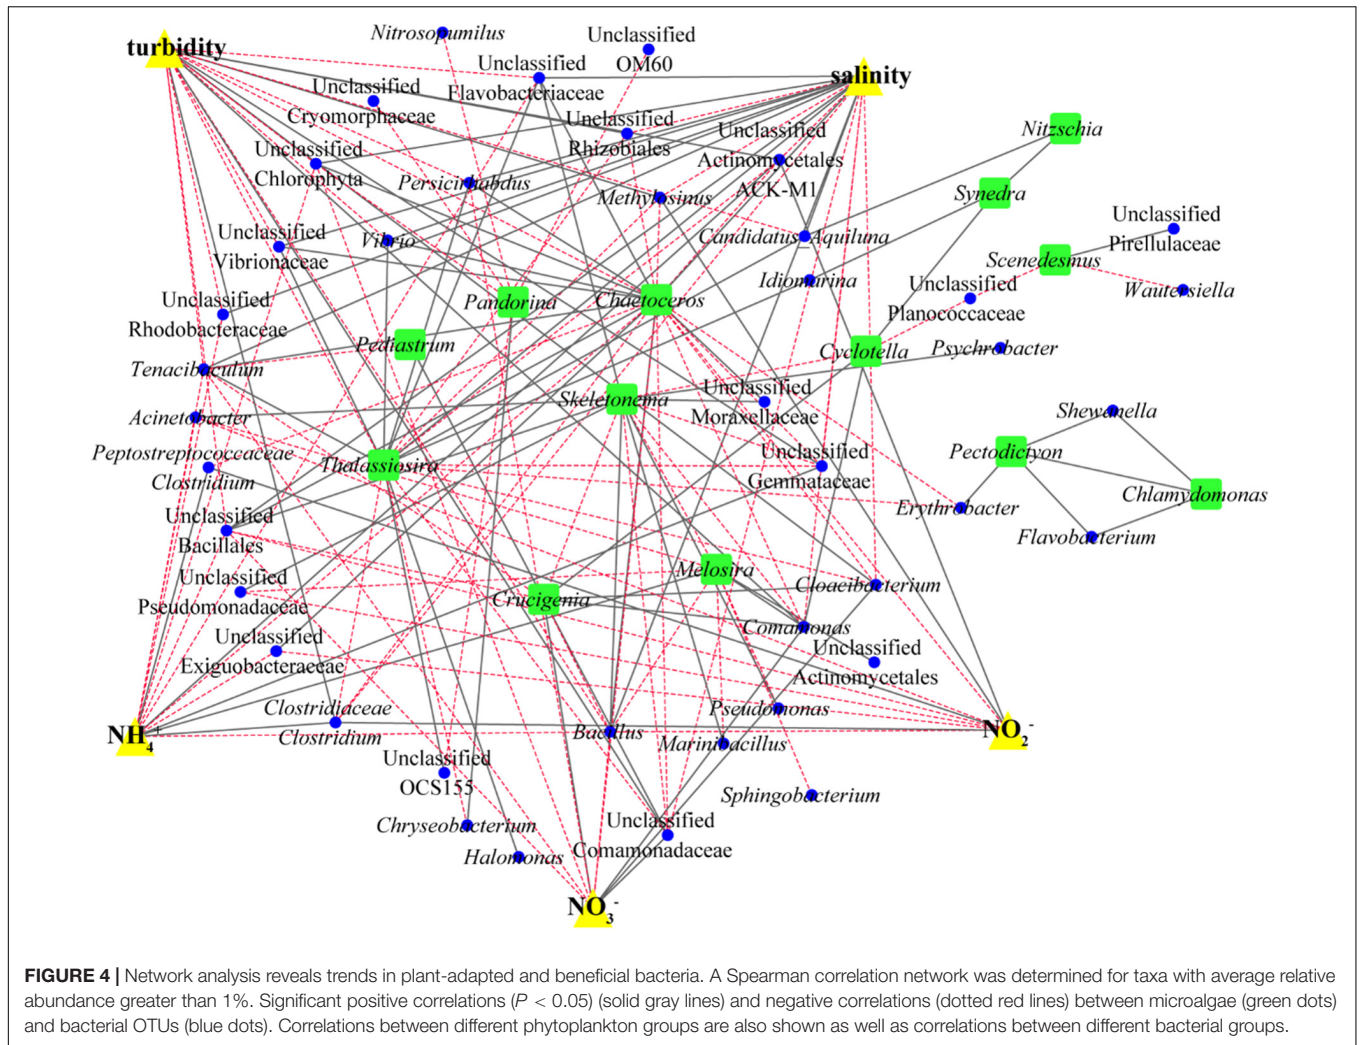 turbidity
Nitrosopumilus
Unclassified
OM60
Unclassified
Flavobacteriaceae
salinity
Unclassified
Cryomorphaceae
Unclassified
Rhizobiales
Unclassified
Actinomycetales
ACK-M1
Nitzschia
Unclassified
Chlorophyta
Persicirhabdus
Methylosinus
Synedra
Unclassified
Pirellulaceae
Unclassified
Vibrionaceae
Vibrio
Candidatus_Aquiluna
Scenedesmus
Idiomarina
Unclassified
Planococcaceae
Wautersiella
Unclassified
Rhodobacteraceae
Pandorina
Chaetoceros
Pediastrum
Cyclotella
Psychrobacter
Tenacibaculum
Skeletonema
Unclassified
Moraxellaceae
Acinetobacter
Shewanella
Peptostreptococcaceae
Clostridium
Thalassiosira
Unclassified
Gemmataceae
Pectodictyon
Chlamydomonas
Erythrobacter
Flavobacterium
Unclassified
Bacillales
Unclassified
Pseudomonadaceae
Melosira
Cloacibacterium
Crucigenia
Comamonas
Unclassified
Exiguobacteraceae
Unclassified
Actinomycetales
Clostridiaceae
Clostridium
Pseudomonas
NH4+
Bacillus
Marinibacillus
NO2-
Unclassified
OCS155
Sphingobacterium
Chryseobacterium
Unclassified
Comamonadaceae
Halomonas
NO3-
FIGURE 4 | Network analysis reveals trends in plant-adapted and beneficial bacteria. A Spearman correlation network was determined for taxa with average relative
abundance greater than 1%. Significant positive correlations (P < 0.05) (solid gray lines) and negative correlations (dotted red lines) between microalgae (green dots)
and bacterial OTUs (blue dots). Correlations between different phytoplankton groups are also shown as well as correlations between different bacterial groups.